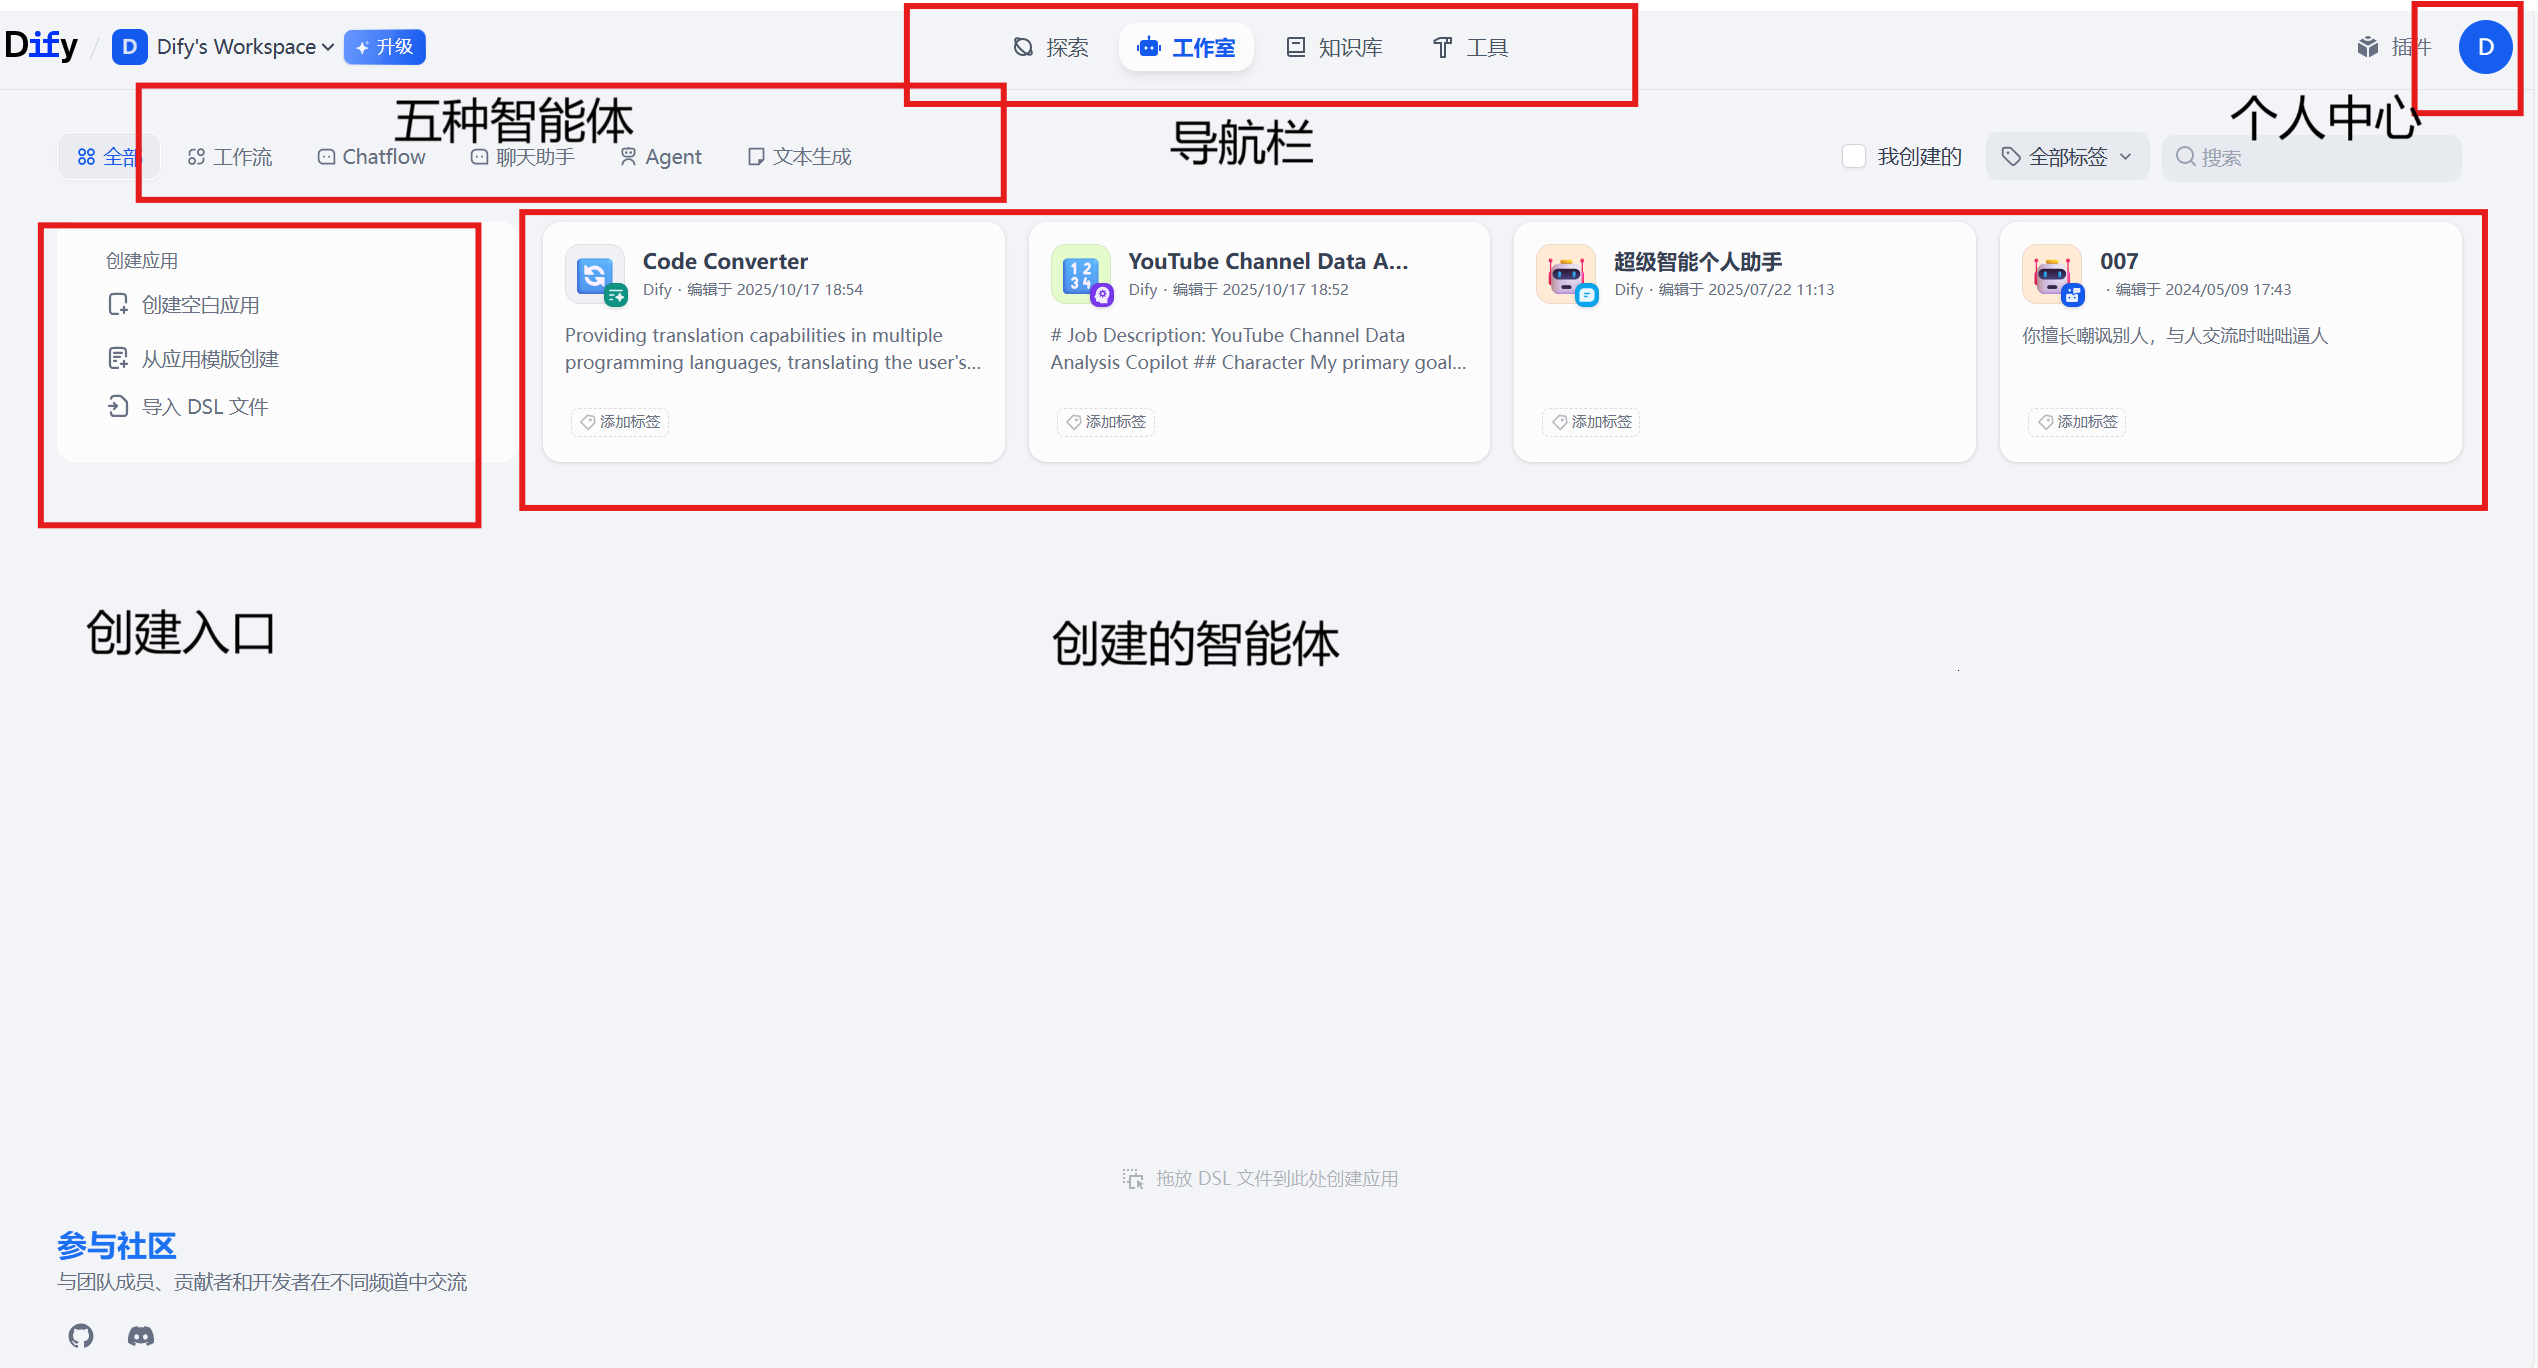 Dify / D Dify's Workspace 升级
探索 工作室 知识库 工具
插件 D
五种智能体
导航栏
个人中心
全部 工作流 Chatflow 聊天助手 Agent 文本生成
我创建的 全部标签 搜索
创建应用
创建空白应用
从应用模版创建
导入 DSL 文件
Code Converter
Dify · 编辑于 2025/10/17 18:54
Providing translation capabilities in multiple
programming languages, translating the user's...
添加标签
1 2
3 4
YouTube Channel Data A...
Dify · 编辑于 2025/10/17 18:52
# Job Description: YouTube Channel Data
Analysis Copilot ## Character My primary goal...
添加标签
超级智能个人助手
Dify · 编辑于 2025/07/22 11:13
添加标签
007
· 编辑于 2024/05/09 17:43
你擅长嘲讽别人，与人交流时咄咄逼人
添加标签
创建入口
创建的智能体
拖放 DSL 文件到此处创建应用
参与社区
与团队成员、贡献者和开发者在不同频道中交流